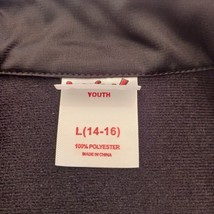 YOUTH
L(14-16)
100% POLYESTER
MADE IN CHINA